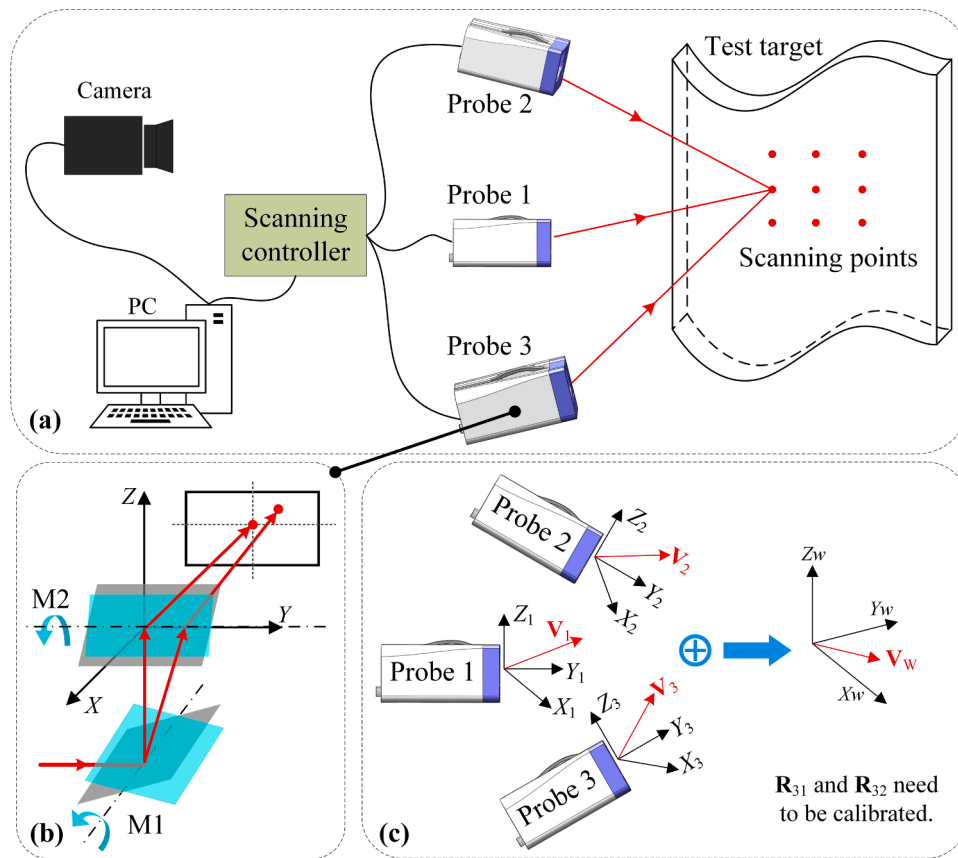 Test target
Camera
Probe 2
Probe 1
Scanning
controller
Scanning points
PC
Probe 3
(a)
Z
M2
Y
X
M1
(b)
Probe 2
Z2
V2
Y2
X2
Probe 1
Z1
V1
Y1
X1
Probe 3
Z3
V3
Y3
X3
Zw
Yw
VW
Xw
R31 and R32 need
to be calibrated.
(c)